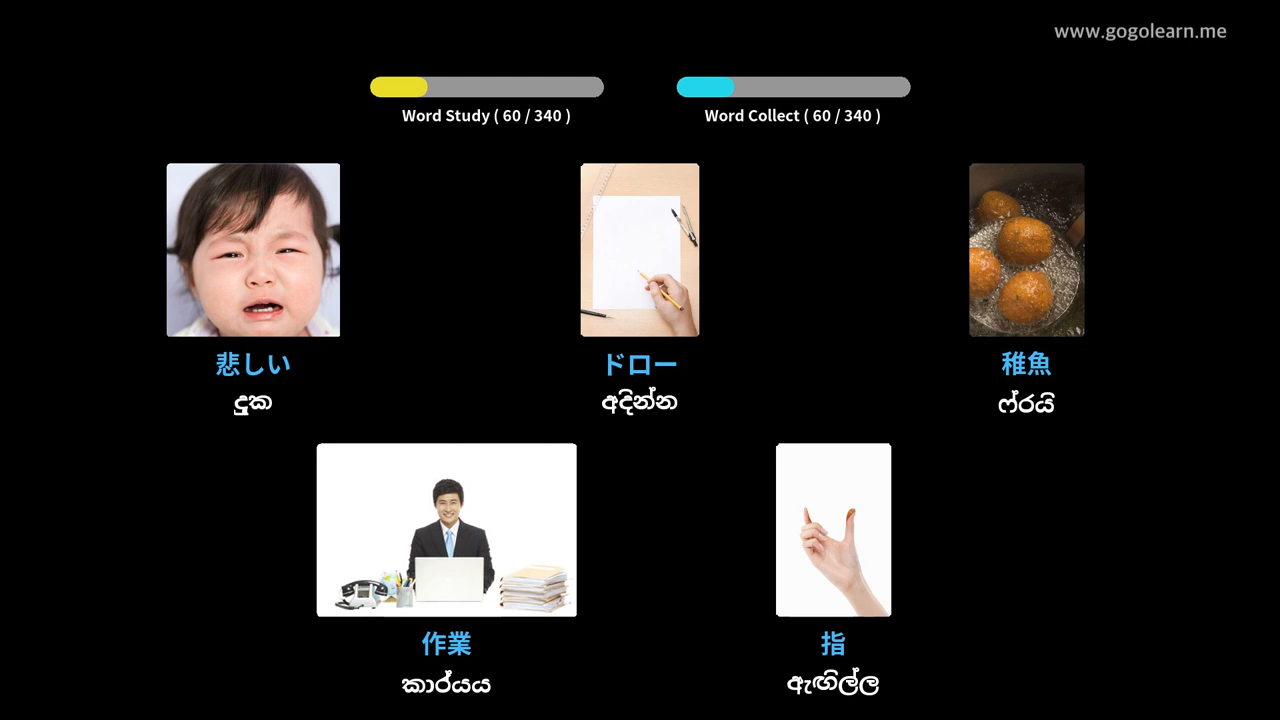 www.gogolearn.me
Word Study ( 60 / 340 )
Word Collect ( 60 / 340 )
悲しい
දුක
ドロー
අදින්න
稚魚
ෆ්රයි
作業
කාර්යය
指
ඇඟිල්ල